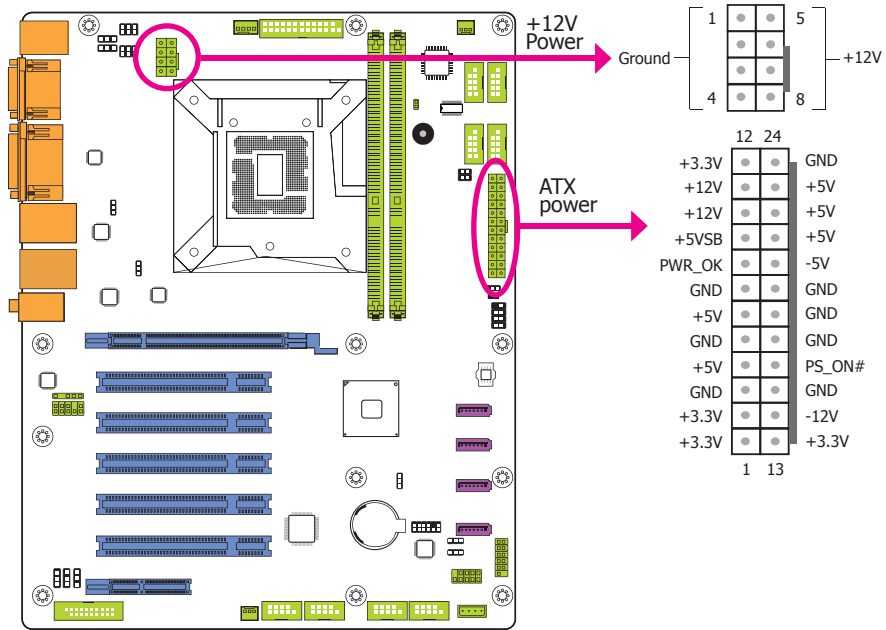 +12V
Power
1 5
Ground
+12V
4 8
ATX
power
12 24
+3.3V GND
+12V +5V
+12V +5V
+5VSB +5V
PWR_OK -5V
GND GND
+5V GND
GND GND
+5V PS_ON#
GND GND
+3.3V -12V
+3.3V +3.3V
1 13